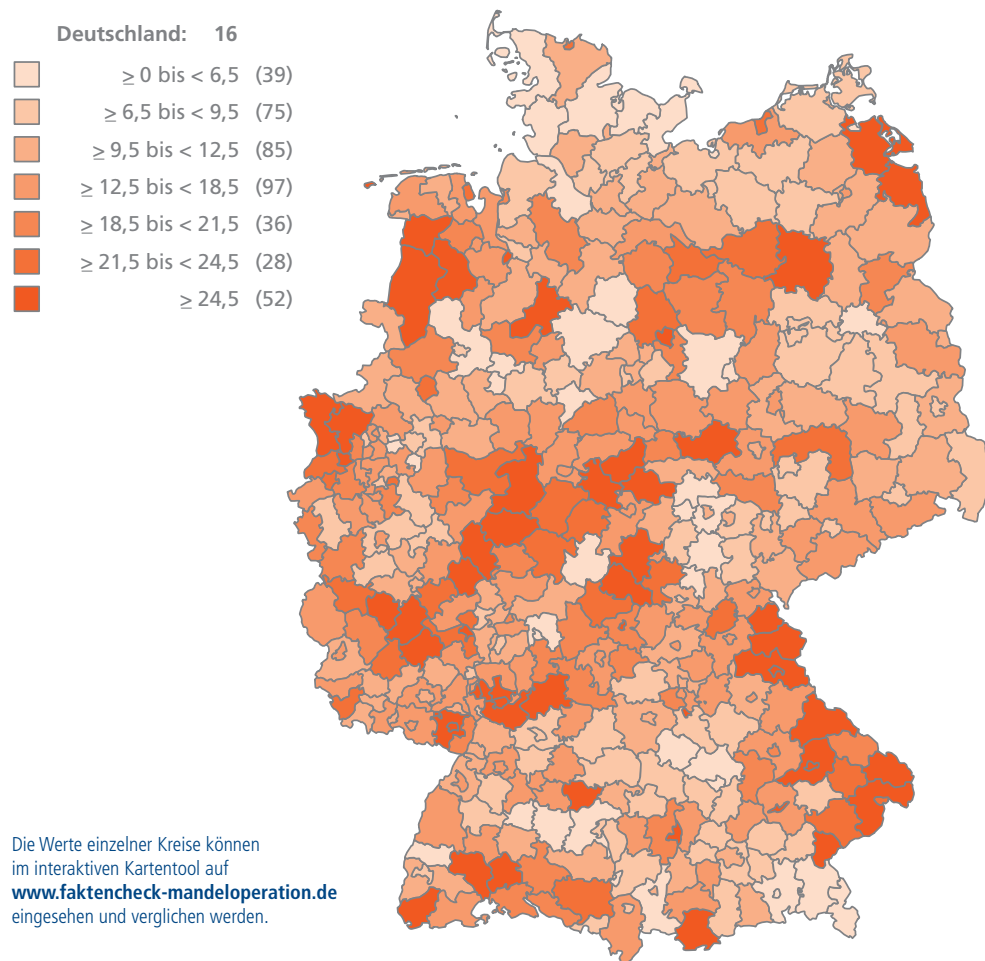 Deutschland: 16
≥ 0 bis < 6,5 (39)
≥ 6,5 bis < 9,5 (75)
≥ 9,5 bis < 12,5 (85)
≥ 12,5 bis < 18,5 (97)
≥ 18,5 bis < 21,5 (36)
≥ 21,5 bis < 24,5 (28)
≥ 24,5 (52)
Die Werte einzelner Kreise können
im interaktiven Kartentool auf
www.faktencheck-mandeloperation.de
eingesehen und verglichen werden.